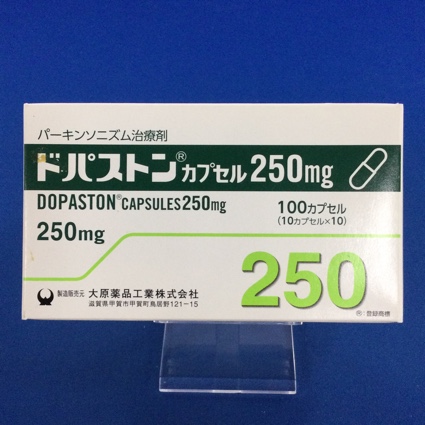 パーキンソニズム治療剤
ドパストン®カプセル250mg
DOPASTON®CAPSULES250mg
100カプセル
(10カプセル×10)
250mg
250
製造販売元 大原薬品工業株式会社
滋賀県甲賀市甲賀町鳥居野121-15
®:登録商標